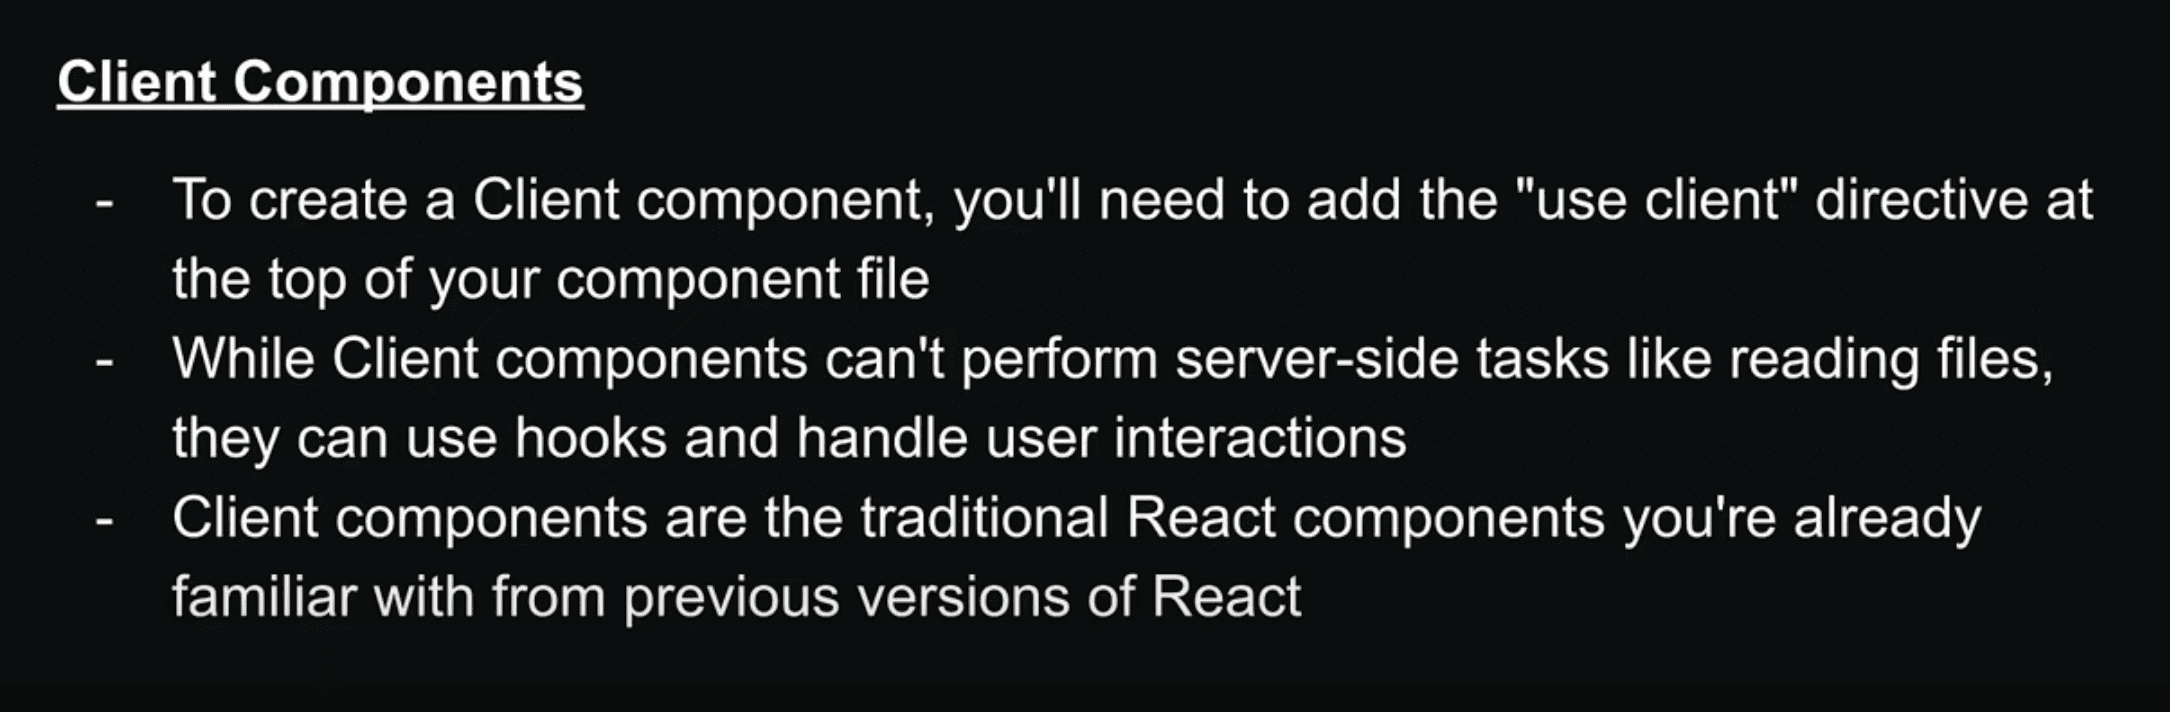 Client Components
- To create a Client component, you'll need to add the "use client" directive at
the top of your component file
- While Client components can't perform server-side tasks like reading files,
they can use hooks and handle user interactions
- Client components are the traditional React components you're already
familiar with from previous versions of React